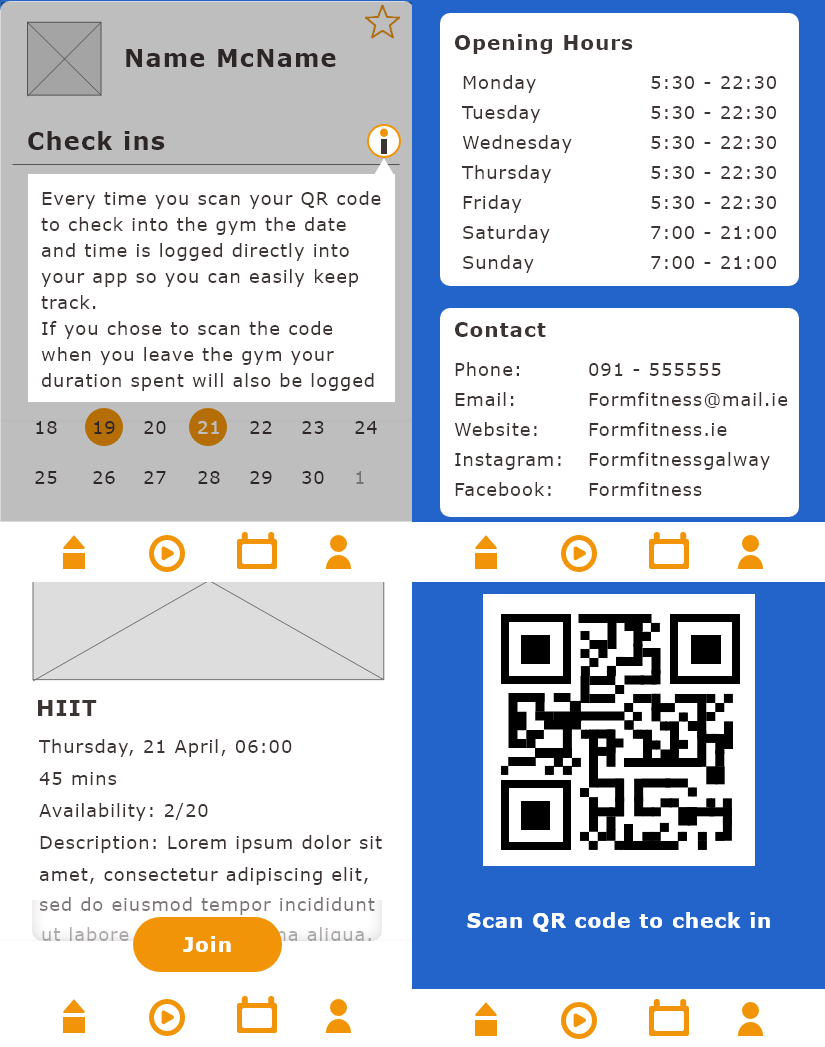 Name McName
Check ins
Every time you scan your QR code
to check into the gym the date
and time is logged directly into
your app so you can easily keep
track.
If you chose to scan the code
when you leave the gym your
duration spent will also be logged
18 19 20 21 22 23 24
25 26 27 28 29 30 1
Opening Hours
Monday 5:30 - 22:30
Tuesday 5:30 - 22:30
Wednesday 5:30 - 22:30
Thursday 5:30 - 22:30
Friday 5:30 - 22:30
Saturday 7:00 - 21:00
Sunday 7:00 - 21:00
Contact
Phone: 091 - 555555
Email: Formfitness@mail.ie
Website: Formfitness.ie
Instagram: Formfitnessgalway
Facebook: Formfitness
HIIT
Thursday, 21 April, 06:00
45 mins
Availability: 2/20
Description: Lorem ipsum dolor sit
amet, consectetur adipiscing elit,
sed do eiusmod tempor incididunt
ut labore aliqua.
Join
Scan QR code to check in